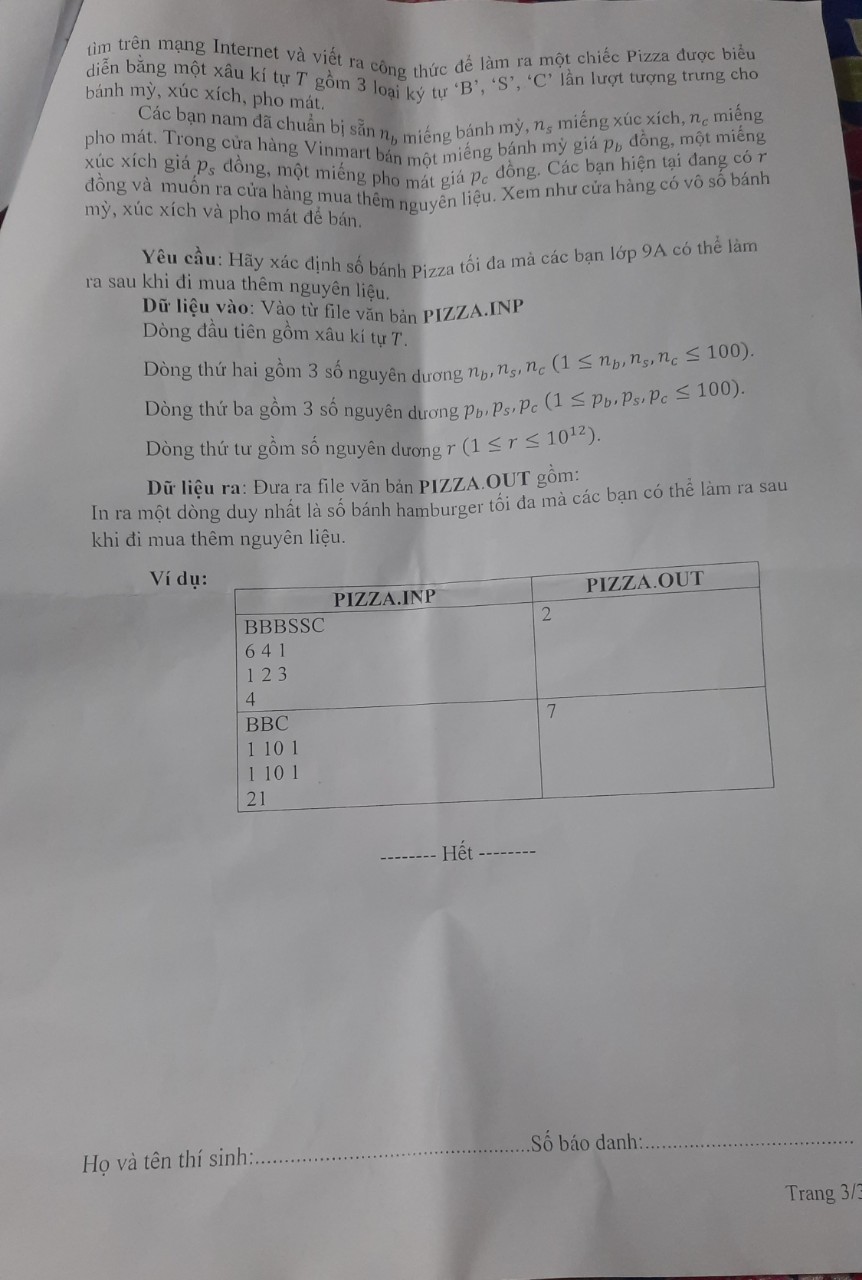 tìm trên mạng Internet và viết ra công thức để làm ra một chiếc Pizza được biểu
diễn bằng một xâu kí tự T gồm 3 loại ký tự ‘B’, ‘S’, ‘C’ lần lượt tượng trưng cho
bánh mỳ, xúc xích, pho mát.
Các bạn nam đã chuẩn bị sẵn n_b miếng bánh mỳ, n_s miếng xúc xích, n_c miếng
pho mát. Trong cửa hàng Vinmart bán một miếng bánh mỳ giá p_b đồng, một miếng
xúc xích giá p_s đồng, một miếng pho mát giá p_c đồng. Các bạn hiện tại đang có r
đồng và muốn ra cửa hàng mua thêm nguyên liệu. Xem như cửa hàng có vô số bánh
mỳ, xúc xích và pho mát để bán.
Yêu cầu: Hãy xác định số bánh Pizza tối đa mà các bạn lớp 9A có thể làm
ra sau khi đi mua thêm nguyên liệu.
Dữ liệu vào: Vào từ file văn bản PIZZA.INP
Dòng đầu tiên gồm xâu kí tự T.
Dòng thứ hai gồm 3 số nguyên dương n_b, n_s, n_c (1 ≤ n_b, n_s, n_c ≤ 100).
Dòng thứ ba gồm 3 số nguyên dương p_b, p_s, p_c (1 ≤ p_b, p_s, p_c ≤ 100).
Dòng thứ tư gồm số nguyên dương r (1 ≤ r ≤ 10¹²).
Dữ liệu ra: Đưa ra file văn bản PIZZA.OUT gồm:
In ra một dòng duy nhất là số bánh hamburger tối đa mà các bạn có thể làm ra sau
khi đi mua thêm nguyên liệu.
Ví dụ:
PIZZA.INP PIZZA.OUT
BBBSSC 2
6 4 1
1 2 3
4
BBC 7
1 10 1
1 10 1
21
-------- Hết --------
Họ và tên thí sinh:..........................................Số báo danh:................................
Trang 3/3